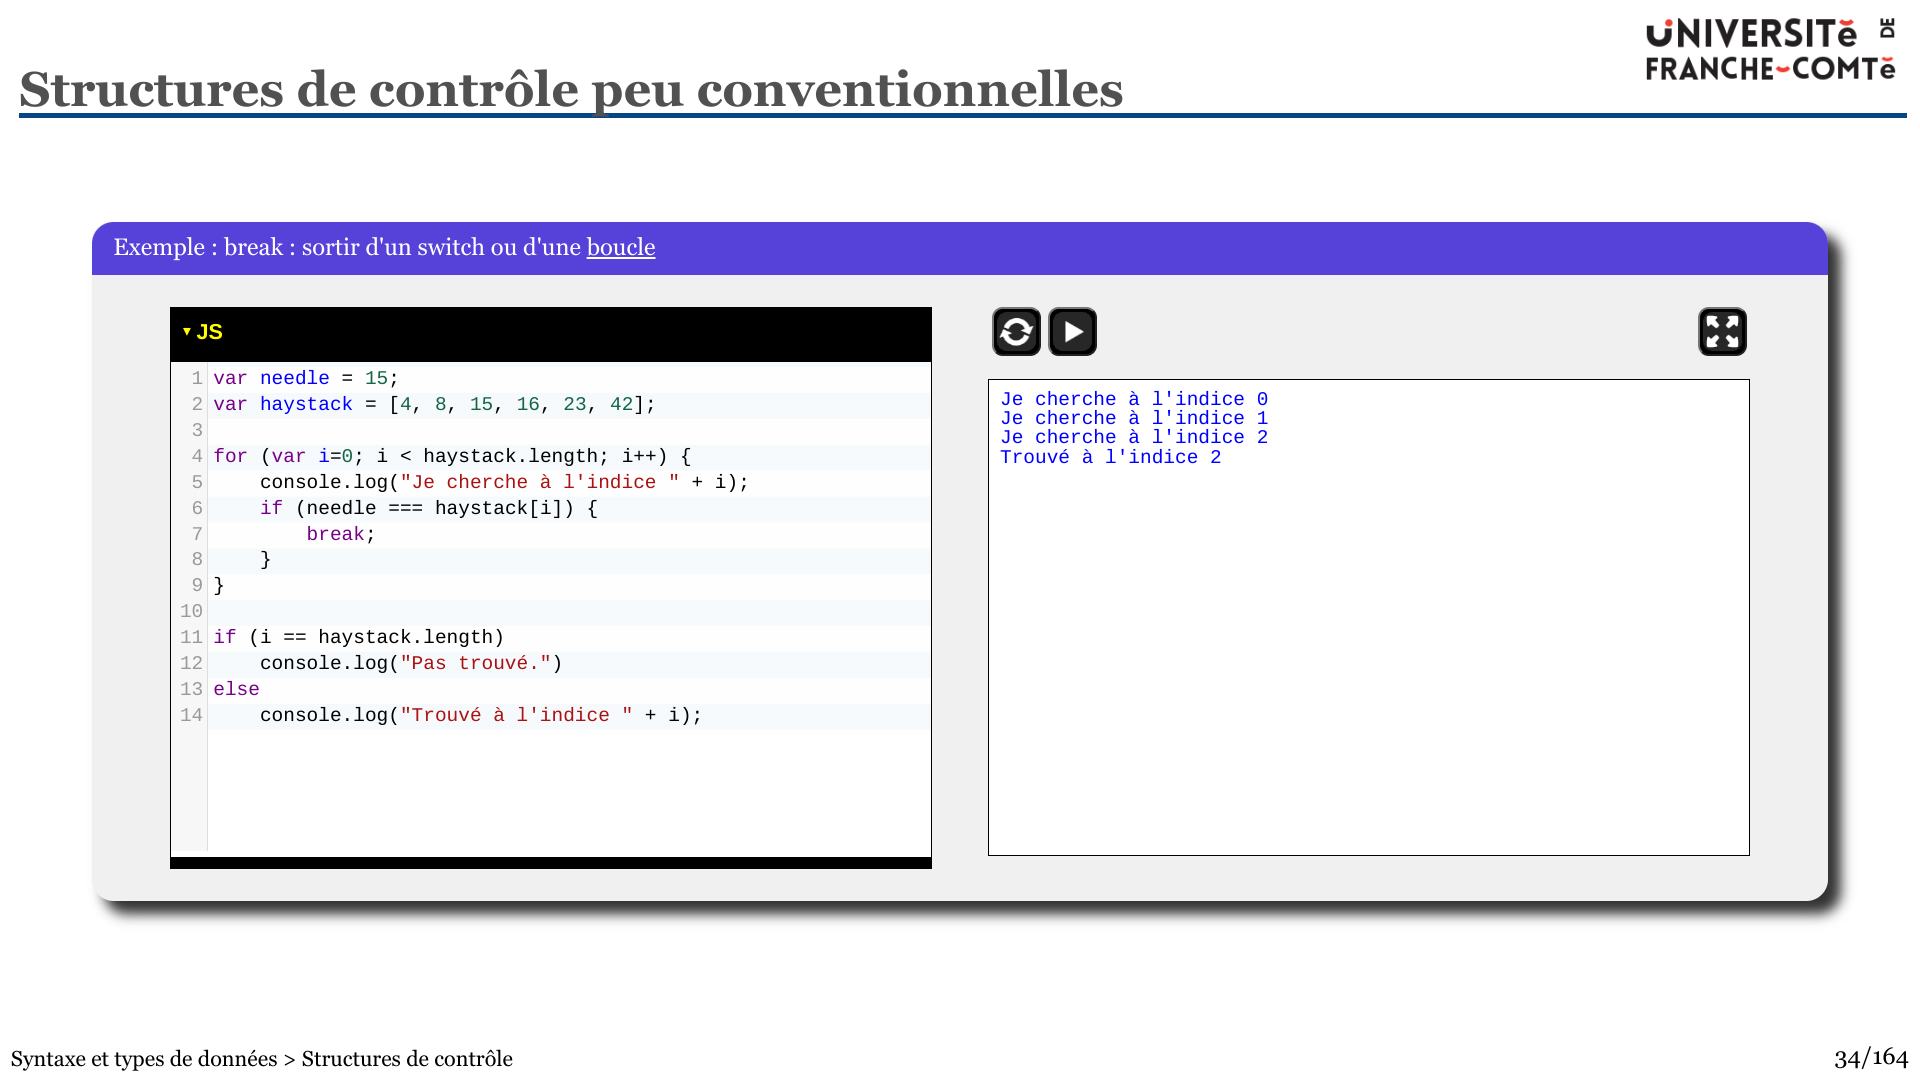 UNIVERSITĕ DE
FRANCHE-COMTĕ
Structures de contrôle peu conventionnelles
Exemple : break : sortir d'un switch ou d'une boucle
▾ JS
1 var needle = 15;
2 var haystack = [4, 8, 15, 16, 23, 42];
3
4 for (var i=0; i < haystack.length; i++) {
5     console.log("Je cherche à l'indice " + i);
6     if (needle === haystack[i]) {
7         break;
8     }
9 }
10
11 if (i == haystack.length)
12     console.log("Pas trouvé.")
13 else
14     console.log("Trouvé à l'indice " + i);
Je cherche à l'indice 0
Je cherche à l'indice 1
Je cherche à l'indice 2
Trouvé à l'indice 2
Syntaxe et types de données > Structures de contrôle
34/164